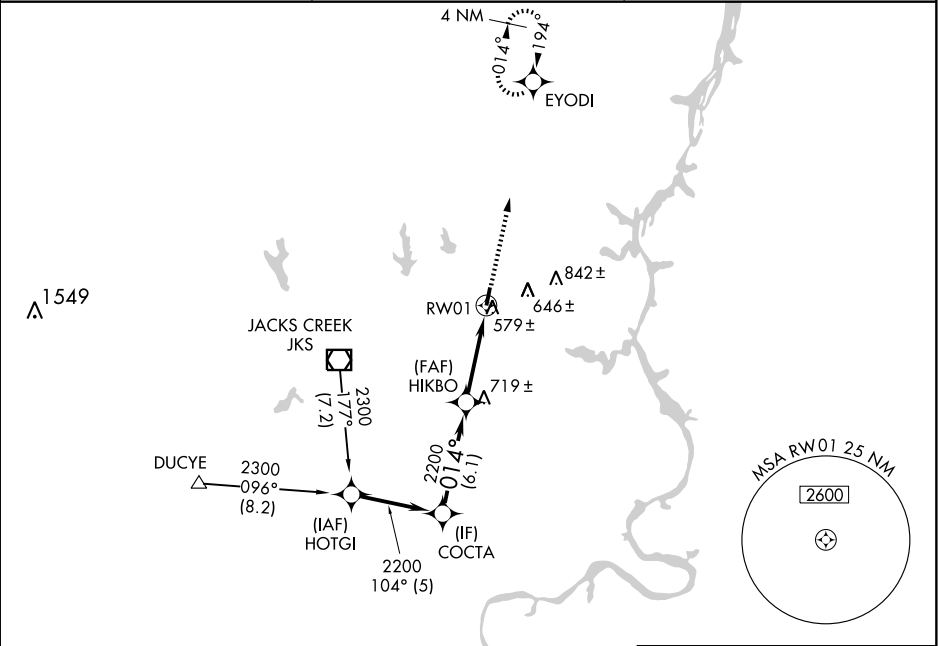 4 NM
014°
194°
EYODI
1549
842±
646±
RW01
579±
JACKS CREEK
JKS
(FAF)
HIKBO
719±
2300
177°
(7.2)
DUCYE
2300
096°
(8.2)
2200
014°
(6.1)
(IAF)
HOTGI
(IF)
COCTA
2200
104° (5)
MSA RW01 25 NM
2600